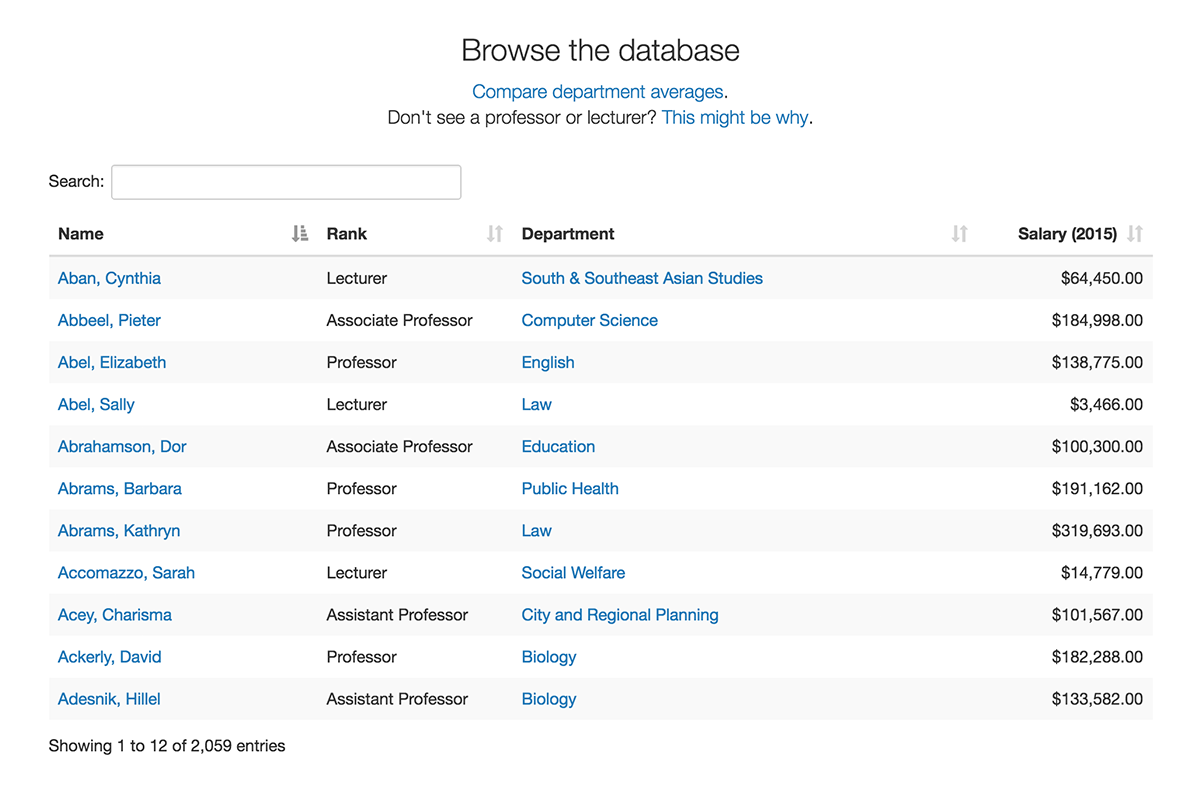 Browse the database
Compare department averages.
Don't see a professor or lecturer? This might be why.
Search:
Name Rank Department Salary (2015)
Aban, Cynthia Lecturer South & Southeast Asian Studies $64,450.00
Abbeel, Pieter Associate Professor Computer Science $184,998.00
Abel, Elizabeth Professor English $138,775.00
Abel, Sally Lecturer Law $3,466.00
Abrahamson, Dor Associate Professor Education $100,300.00
Abrams, Barbara Professor Public Health $191,162.00
Abrams, Kathryn Professor Law $319,693.00
Accomazzo, Sarah Lecturer Social Welfare $14,779.00
Acey, Charisma Assistant Professor City and Regional Planning $101,567.00
Ackerly, David Professor Biology $182,288.00
Adesnik, Hillel Assistant Professor Biology $133,582.00
Showing 1 to 12 of 2,059 entries